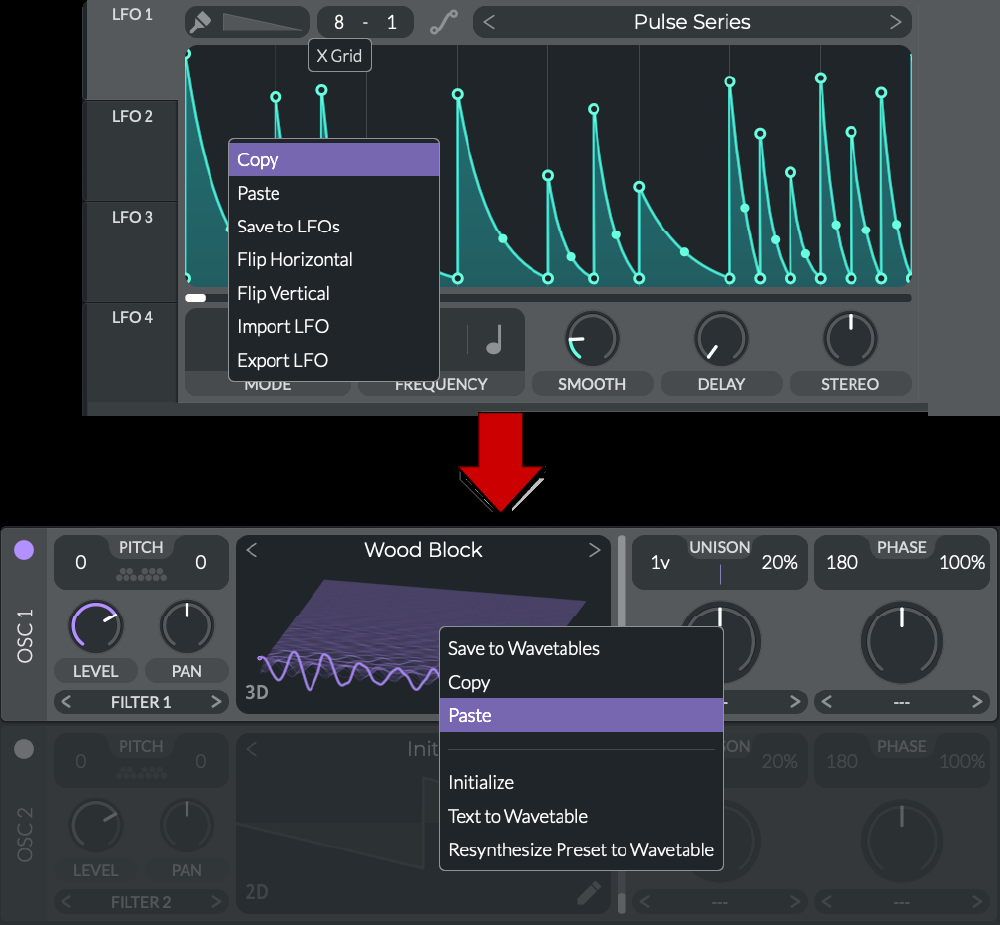 LFO 1
8 - 1
< Pulse Series >
X Grid
LFO 2
LFO 3
LFO 4
Copy
Paste
Save to LFOs
Flip Horizontal
Flip Vertical
Import LFO
Export LFO
MODE
FREQUENCY
SMOOTH
DELAY
STEREO
OSC 1
PITCH
0
0
LEVEL
PAN
< FILTER 1 >
< Wood Block >
3D
UNISON
1v
20%
PHASE
180
100%
>
< --- >
Save to Wavetables
Copy
Paste
Initialize
Text to Wavetable
Resynthesize Preset to Wavetable
OSC 2
PITCH
0
0
LEVEL
PAN
< FILTER 2 >
< Init
2D
SON
20%
PHASE
180
100%
< --- >
< --- >